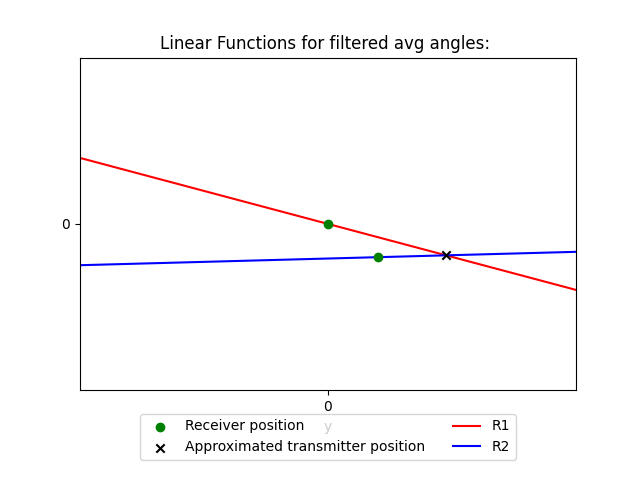 Linear Functions for filtered avg angles:
0
0
y
Receiver position
Approximated transmitter position
R1
R2